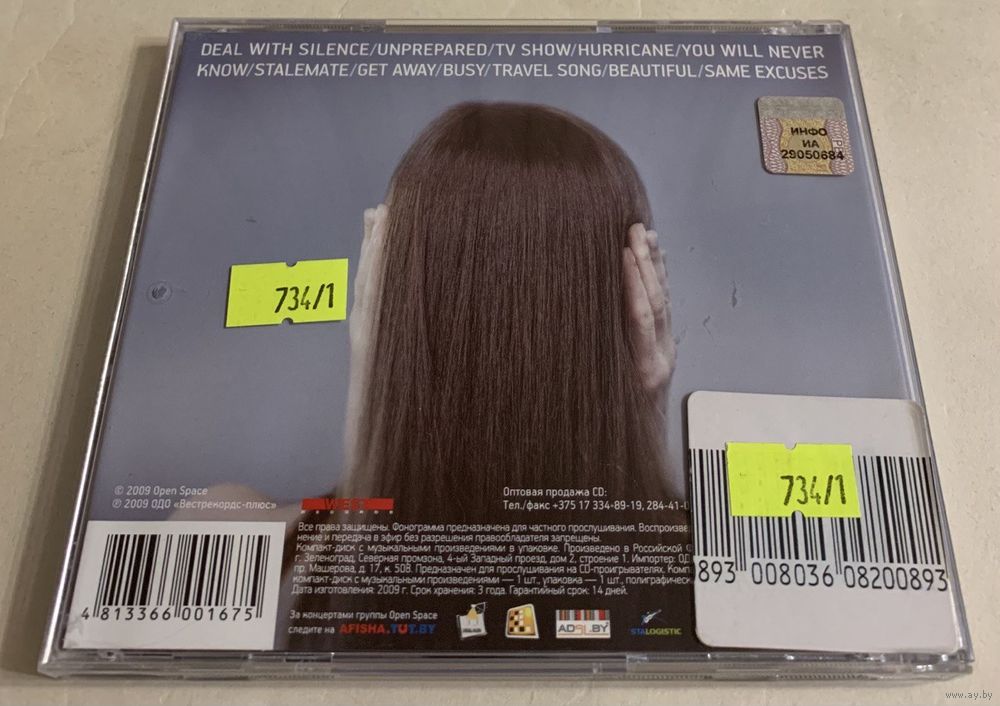 DEAL WITH SILENCE/UNPREPARED/TV SHOW/HURRICANE/YOU WILL NEVER
KNOW/STALEMATE/GET AWAY/BUSY/TRAVEL SONG/BEAUTIFUL/SAME EXCUSES
ИНФО
ИА
29050684
734/1
734/1
© 2009 Open Space
℗ 2009 ОДО «Вестрекордс-плюс»
WEST
Оптовая продажа CD:
Тел./факс +375 17 334-89-19, 284-41-0
Все права защищены. Фонограмма предназначена для частного прослушивания. Воспроизве
нение и передача в эфир без разрешения правообладателя запрещены.
Компакт-диск с музыкальными произведениями в упаковке. Произведено в Российской Ф
г. Зеленоград, Северная промзона, 4-ый Западный проезд, дом 2, строение 1. Импортер: ОД
пр. Машерова, д. 17, к. 508. Предназначен для прослушивания на CD-проигрывателях. Комп
компакт-диск с музыкальными произведениями — 1 шт., упаковка — 1 шт., полиграфическ
Дата изготовления: 2009 г. Срок хранения: 3 года. Гарантийный срок: 14 дней.
893 008036 08200893
4 813366 001675
За концертами группы Open Space
следите на AFISHA.TUT.BY
AD91.BY
STALOGISTIC
www.ay.by